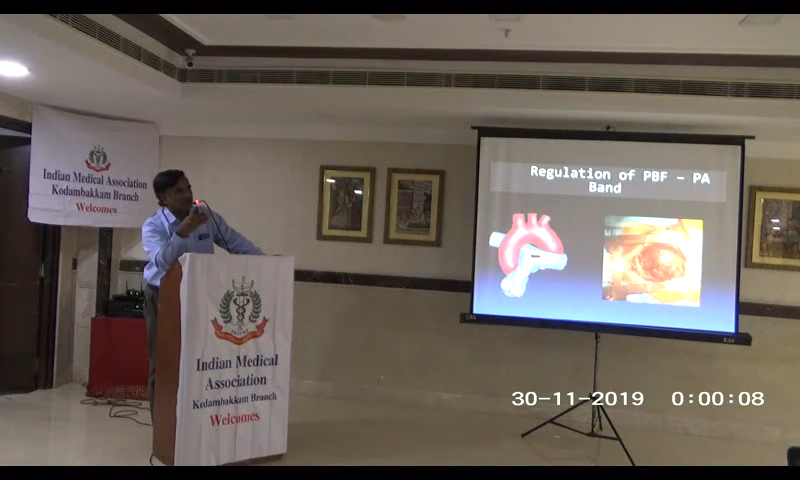 Indian Medical Association
Kodambakkam Branch
Welcomes
Regulation of PBF – PA
Band
Indian Medical
Association
Kodambakkam Branch
Welcomes
30-11-2019 0:00:08